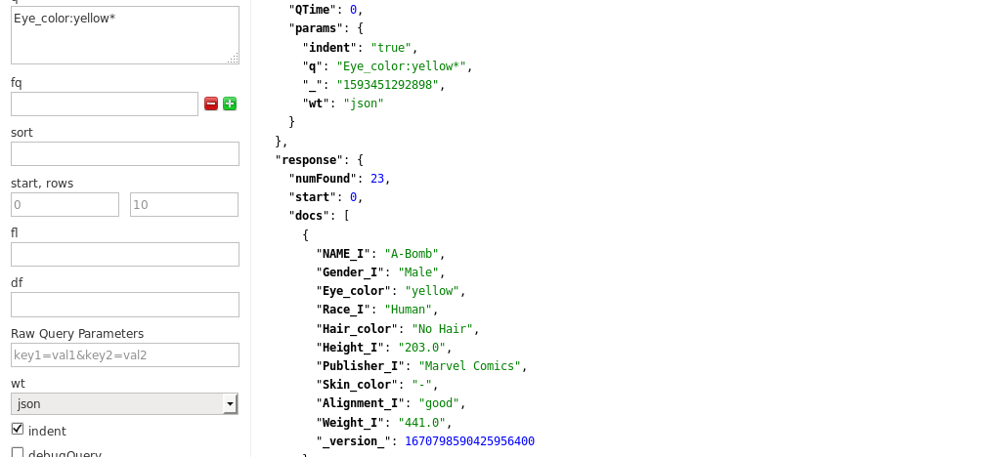 q
Eye_color:yellow*
fq
sort
start, rows
0
10
fl
df
Raw Query Parameters
key1=val1&key2=val2
wt
json
indent
debugQuery
"QTime": 0,
"params": {
"indent": "true",
"q": "Eye_color:yellow*",
"_": "1593451292898",
"wt": "json"
}
},
"response": {
"numFound": 23,
"start": 0,
"docs": [
{
"NAME_I": "A-Bomb",
"Gender_I": "Male",
"Eye_color": "yellow",
"Race_I": "Human",
"Hair_color": "No Hair",
"Height_I": "203.0",
"Publisher_I": "Marvel Comics",
"Skin_color": "-",
"Alignment_I": "good",
"Weight_I": "441.0",
"_version_": 1670798590425956400
}